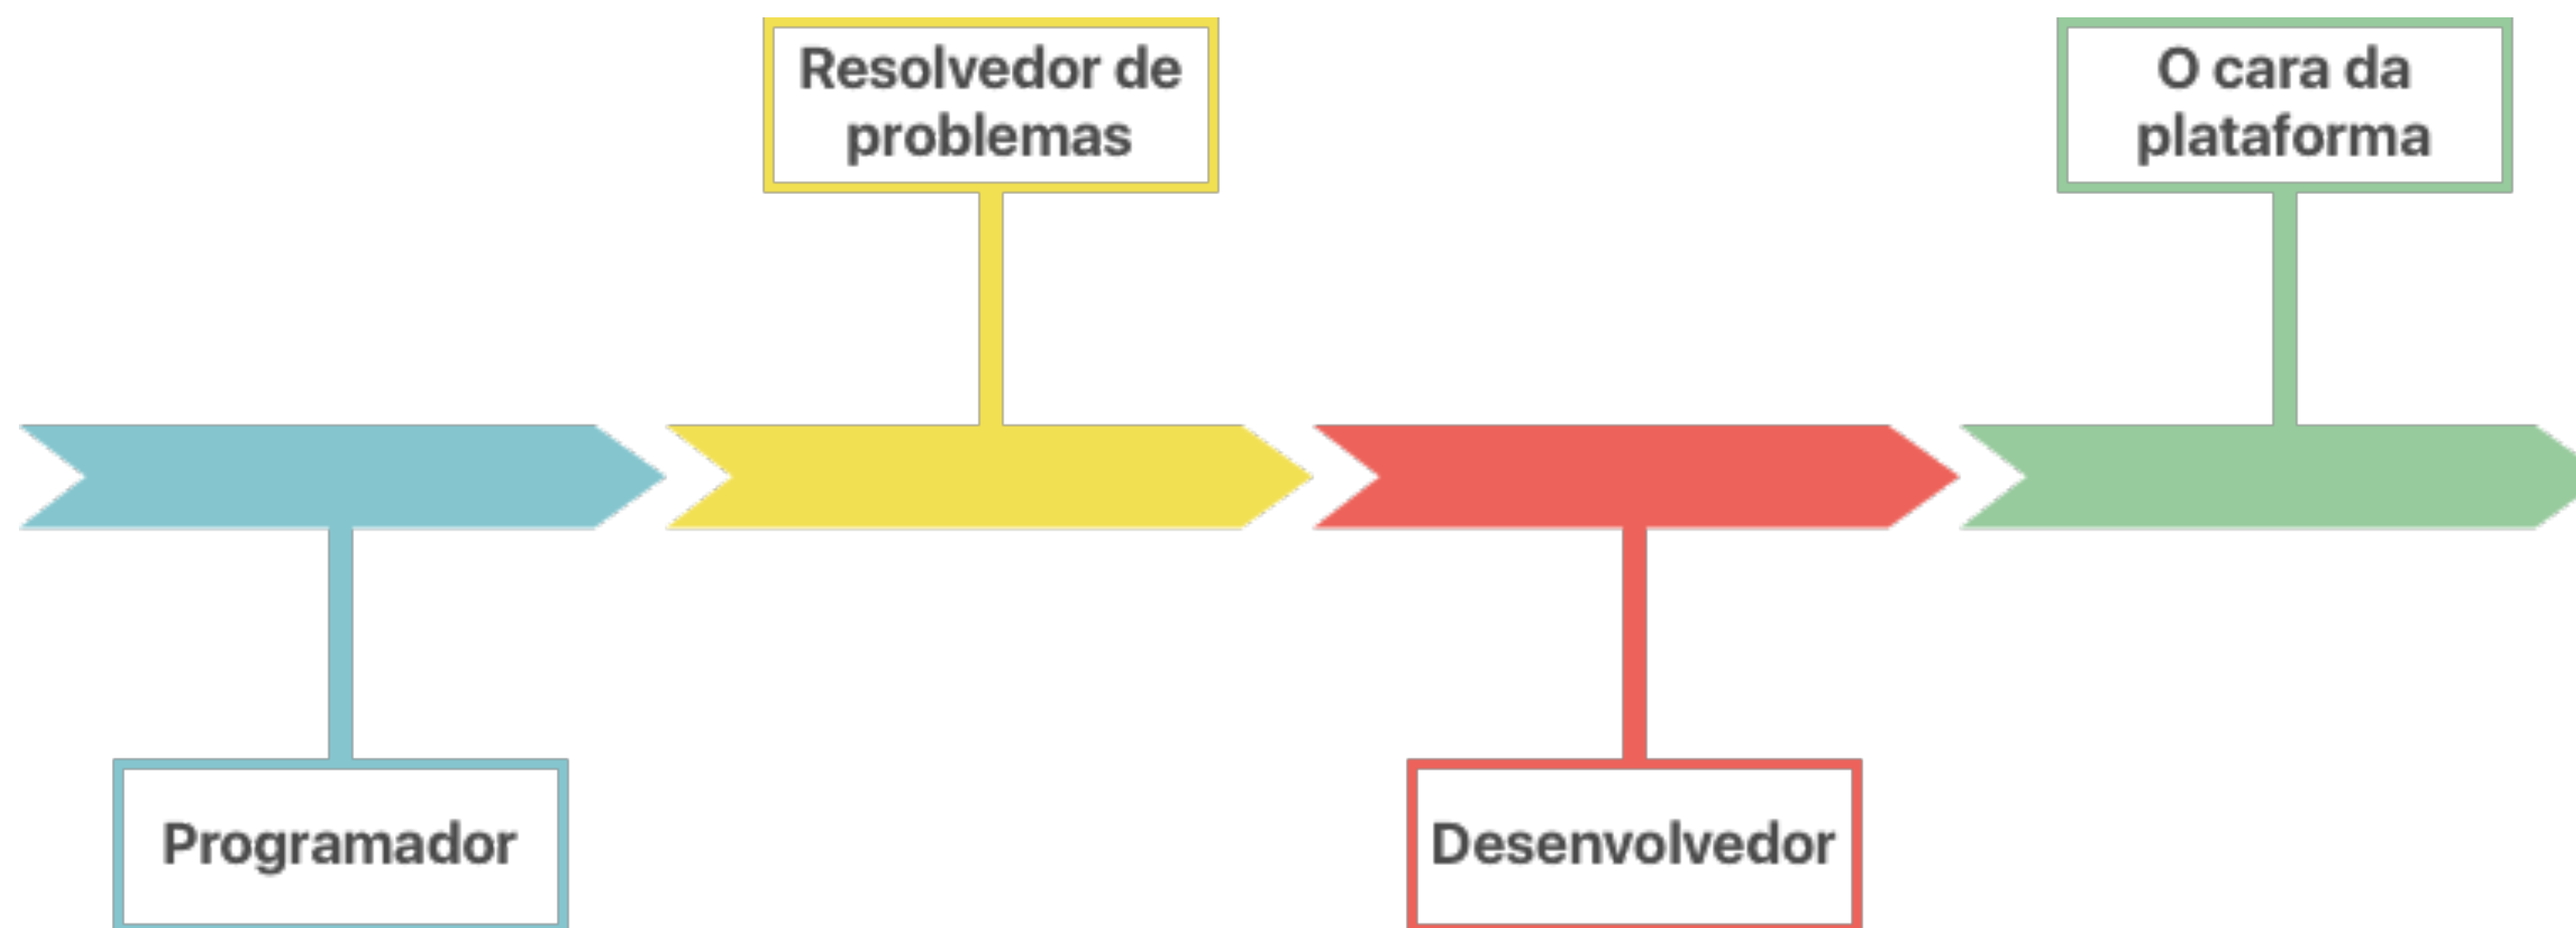 Resolvedor de
problemas
O cara da
plataforma
Programador
Desenvolvedor